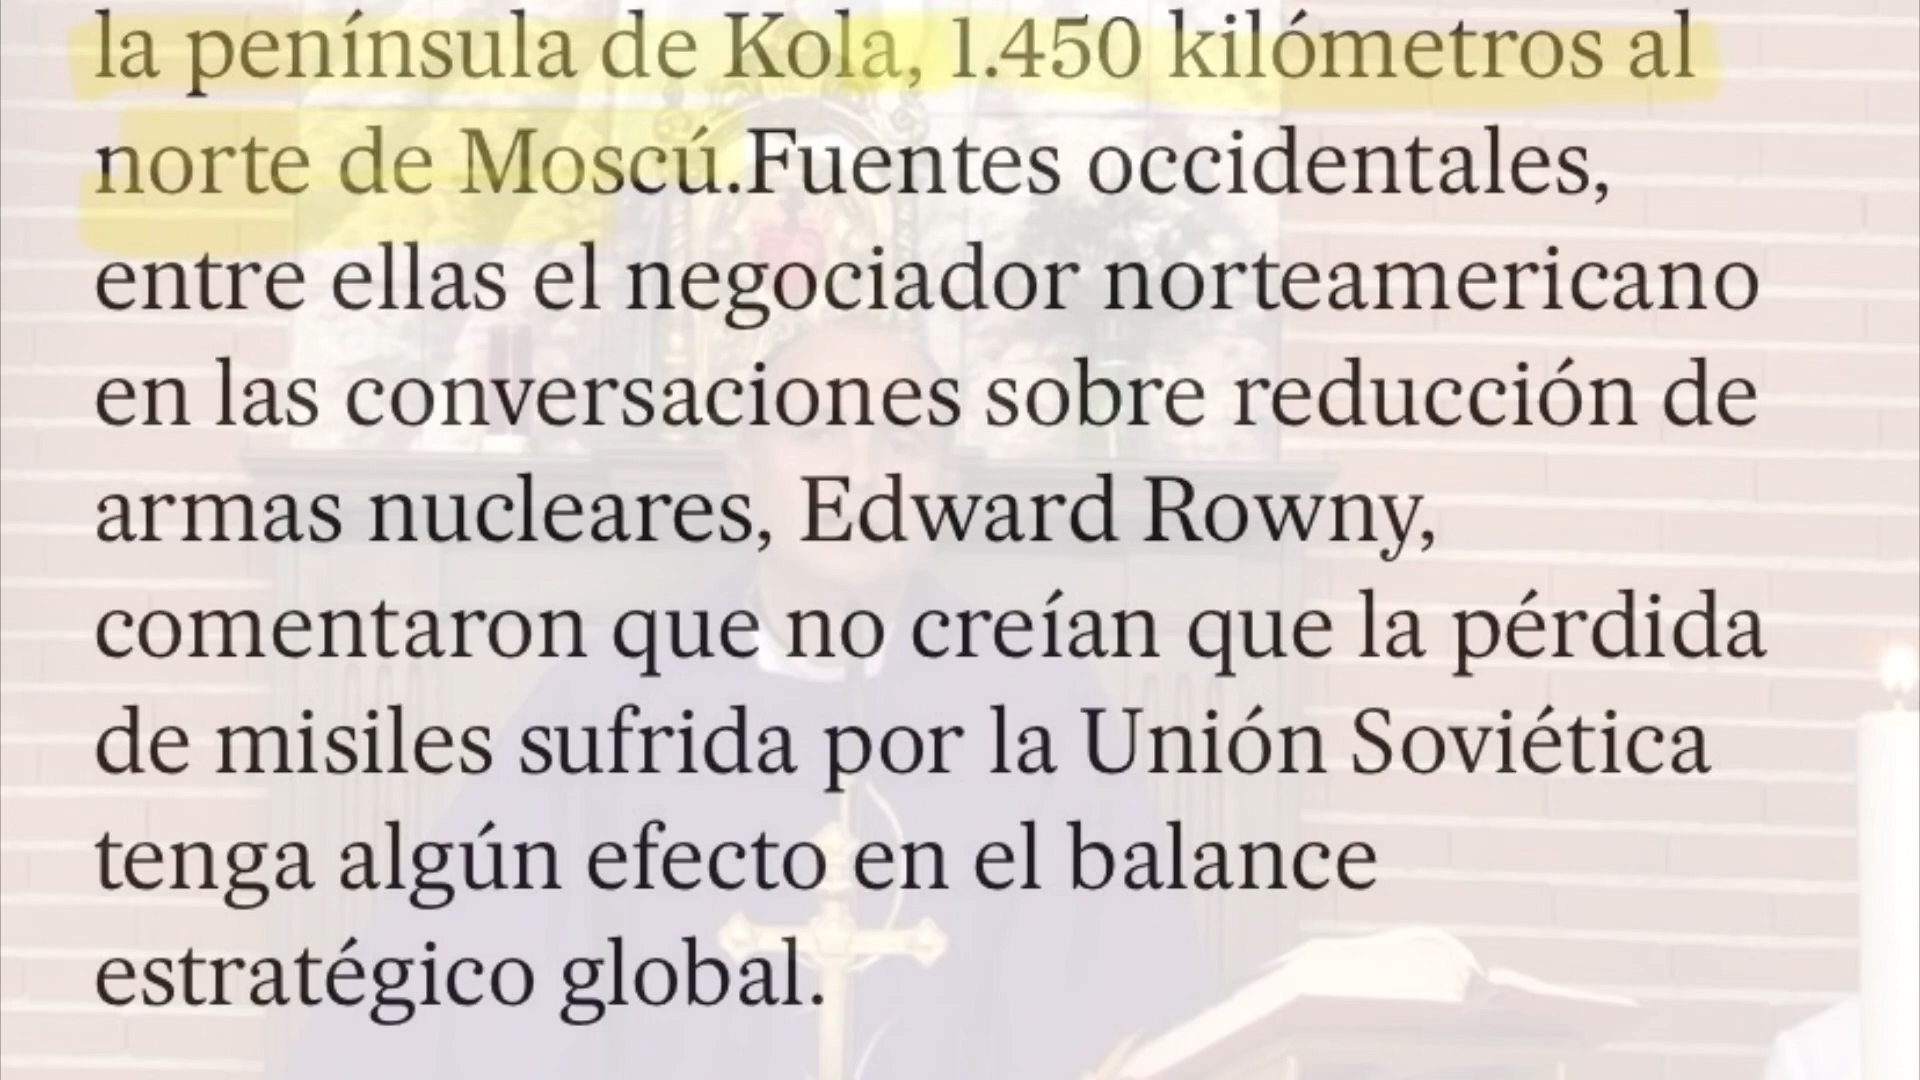 la península de Kola, 1.450 kilómetros al
norte de Moscú.Fuentes occidentales,
entre ellas el negociador norteamericano
en las conversaciones sobre reducción de
armas nucleares, Edward Rowny,
comentaron que no creían que la pérdida
de misiles sufrida por la Unión Soviética
tenga algún efecto en el balance
estratégico global.